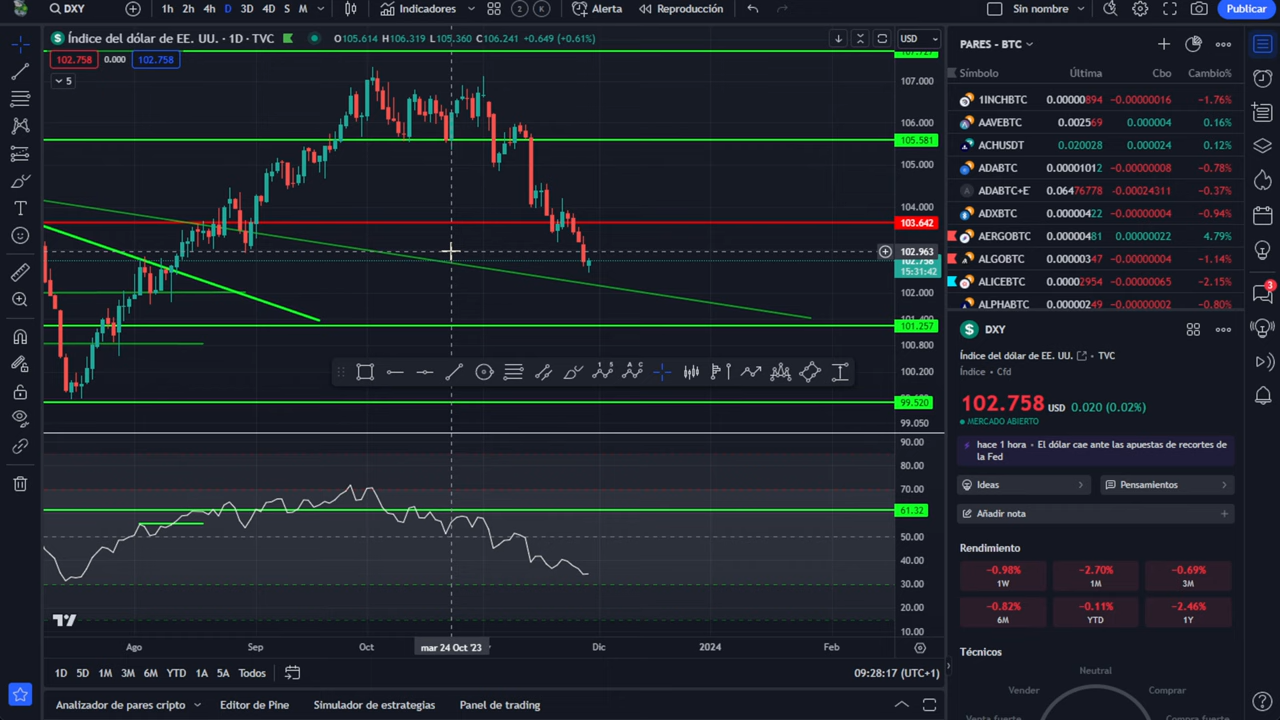 DXY
1h 2h 4h D 3D 4D S M
Indicadores
2 K
Alerta
Reproducción
Sin nombre
Publicar
Índice del dólar de EE. UU. · 1D · TVC
O105.614 H106.319 L105.360 C106.241 +0.649 (+0.61%)
USD
102.758 0.000 102.758
5
107.000
106.000
105.581
105.000
104.000
103.642
102.963
102.758
15:31:42
102.000
101.257
100.800
100.200
99.520
99.050
90.00
80.00
70.00
61.32
50.00
40.00
30.00
20.00
10.00
Ago Sep Oct mar 24 Oct '23 Dic 2024 Feb
1D 5D 1M 3M 6M YTD 1A 5A Todos
09:28:17 (UTC+1)
Analizador de pares cripto
Editor de Pine
Simulador de estrategias
Panel de trading
PARES - BTC
Símbolo Última Cbo Cambio%
1INCHBTC 0.00000894 −0.00000016 −1.76%
AAVEBTC 0.002569 0.000004 0.16%
ACHUSDT 0.020028 0.000024 0.12%
ADABTC 0.00001012 −0.00000008 −0.78%
ADABTC+E 0.06476778 −0.00024311 −0.37%
ADXBTC 0.00000422 −0.00000004 −0.94%
AERGOBTC 0.00000481 0.00000022 4.79%
ALGOBTC 0.00000347 −0.00000004 −1.14%
ALICEBTC 0.00002954 −0.00000065 −2.15%
ALPHABTC 0.00000249 −0.00000002 −0.80%
3
DXY
Índice del dólar de EE. UU. · TVC
Índice • Cfd
102.758 USD 0.020 (0.02%)
MERCADO ABIERTO
hace 1 hora • El dólar cae ante las apuestas de recortes de
la Fed
Ideas
Pensamientos
Añadir nota
Rendimiento
−0.98% −2.70% −0.69%
1W 1M 3M
−0.82% −0.11% −2.46%
6M YTD 1Y
Técnicos
Neutral
Vender Comprar